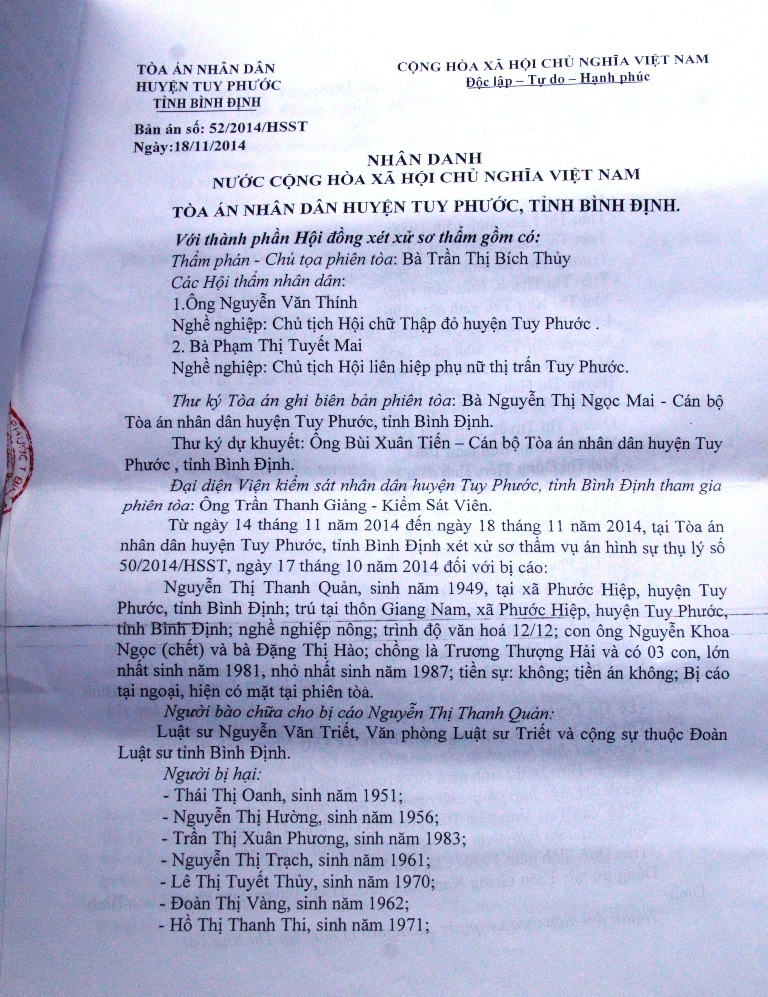 TÒA ÁN NHÂN DÂN
HUYỆN TUY PHƯỚC
TỈNH BÌNH ĐỊNH
CỘNG HÒA XÃ HỘI CHỦ NGHĨA VIỆT NAM
Độc lập – Tự do – Hạnh phúc
Bản án số: 52/2014/HSST
Ngày:18/11/2014
NHÂN DANH
NƯỚC CỘNG HÒA XÃ HỘI CHỦ NGHĨA VIỆT NAM
TÒA ÁN NHÂN DÂN HUYỆN TUY PHƯỚC, TỈNH BÌNH ĐỊNH.
Với thành phần Hội đồng xét xử sơ thẩm gồm có:
Thẩm phán - Chủ tọa phiên tòa: Bà Trần Thị Bích Thủy
Các Hội thẩm nhân dân:
1.Ông Nguyễn Văn Thính
Nghề nghiệp: Chủ tịch Hội chữ Thập đỏ huyện Tuy Phước .
2. Bà Phạm Thị Tuyết Mai
Nghề nghiệp: Chủ tịch Hội liên hiệp phụ nữ thị trấn Tuy Phước.
Thư ký Tòa án ghi biên bản phiên tòa: Bà Nguyễn Thị Ngọc Mai - Cán bộ
Tòa án nhân dân huyện Tuy Phước, tỉnh Bình Định.
Thư ký dự khuyết: Ông Bùi Xuân Tiến – Cán bộ Tòa án nhân dân huyện Tuy
Phước , tỉnh Bình Định.
Đại diện Viện kiểm sát nhân dân huyện Tuy Phước, tỉnh Bình Định tham gia
phiên tòa: Ông Trần Thanh Giảng - Kiểm Sát Viên.
Từ ngày 14 tháng 11 năm 2014 đến ngày 18 tháng 11 năm 2014, tại Tòa án
nhân dân huyện Tuy Phước, tỉnh Bình Định xét xử sơ thẩm vụ án hình sự thụ lý số
50/2014/HSST, ngày 17 tháng 10 năm 2014 đối với bị cáo:
Nguyễn Thị Thanh Quản, sinh năm 1949, tại xã Phước Hiệp, huyện Tuy
Phước, tỉnh Bình Định; trú tại thôn Giang Nam, xã Phước Hiệp, huyện Tuy Phước,
tỉnh Bình Định; nghề nghiệp nông; trình độ văn hoá 12/12; con ông Nguyễn Khoa
Ngọc (chết) và bà Đặng Thị Hào; chồng là Trương Thượng Hải và có 03 con, lớn
nhất sinh năm 1981, nhỏ nhất sinh năm 1987; tiền sự: không; tiền án không; Bị cáo
tại ngoại, hiện có mặt tại phiên tòa.
Người bào chữa cho bị cáo Nguyễn Thị Thanh Quản:
Luật sư Nguyễn Văn Triết, Văn phòng Luật sư Triết và cộng sự thuộc Đoàn
Luật sư tỉnh Bình Định.
Người bị hại:
- Thái Thị Oanh, sinh năm 1951;
- Nguyễn Thị Hường, sinh năm 1956;
- Trần Thị Xuân Phương, sinh năm 1983;
- Nguyễn Thị Trạch, sinh năm 1961;
- Lê Thị Tuyết Thủy, sinh năm 1970;
- Đoàn Thị Vàng, sinh năm 1962;
- Hồ Thị Thanh Thi, sinh năm 1971;